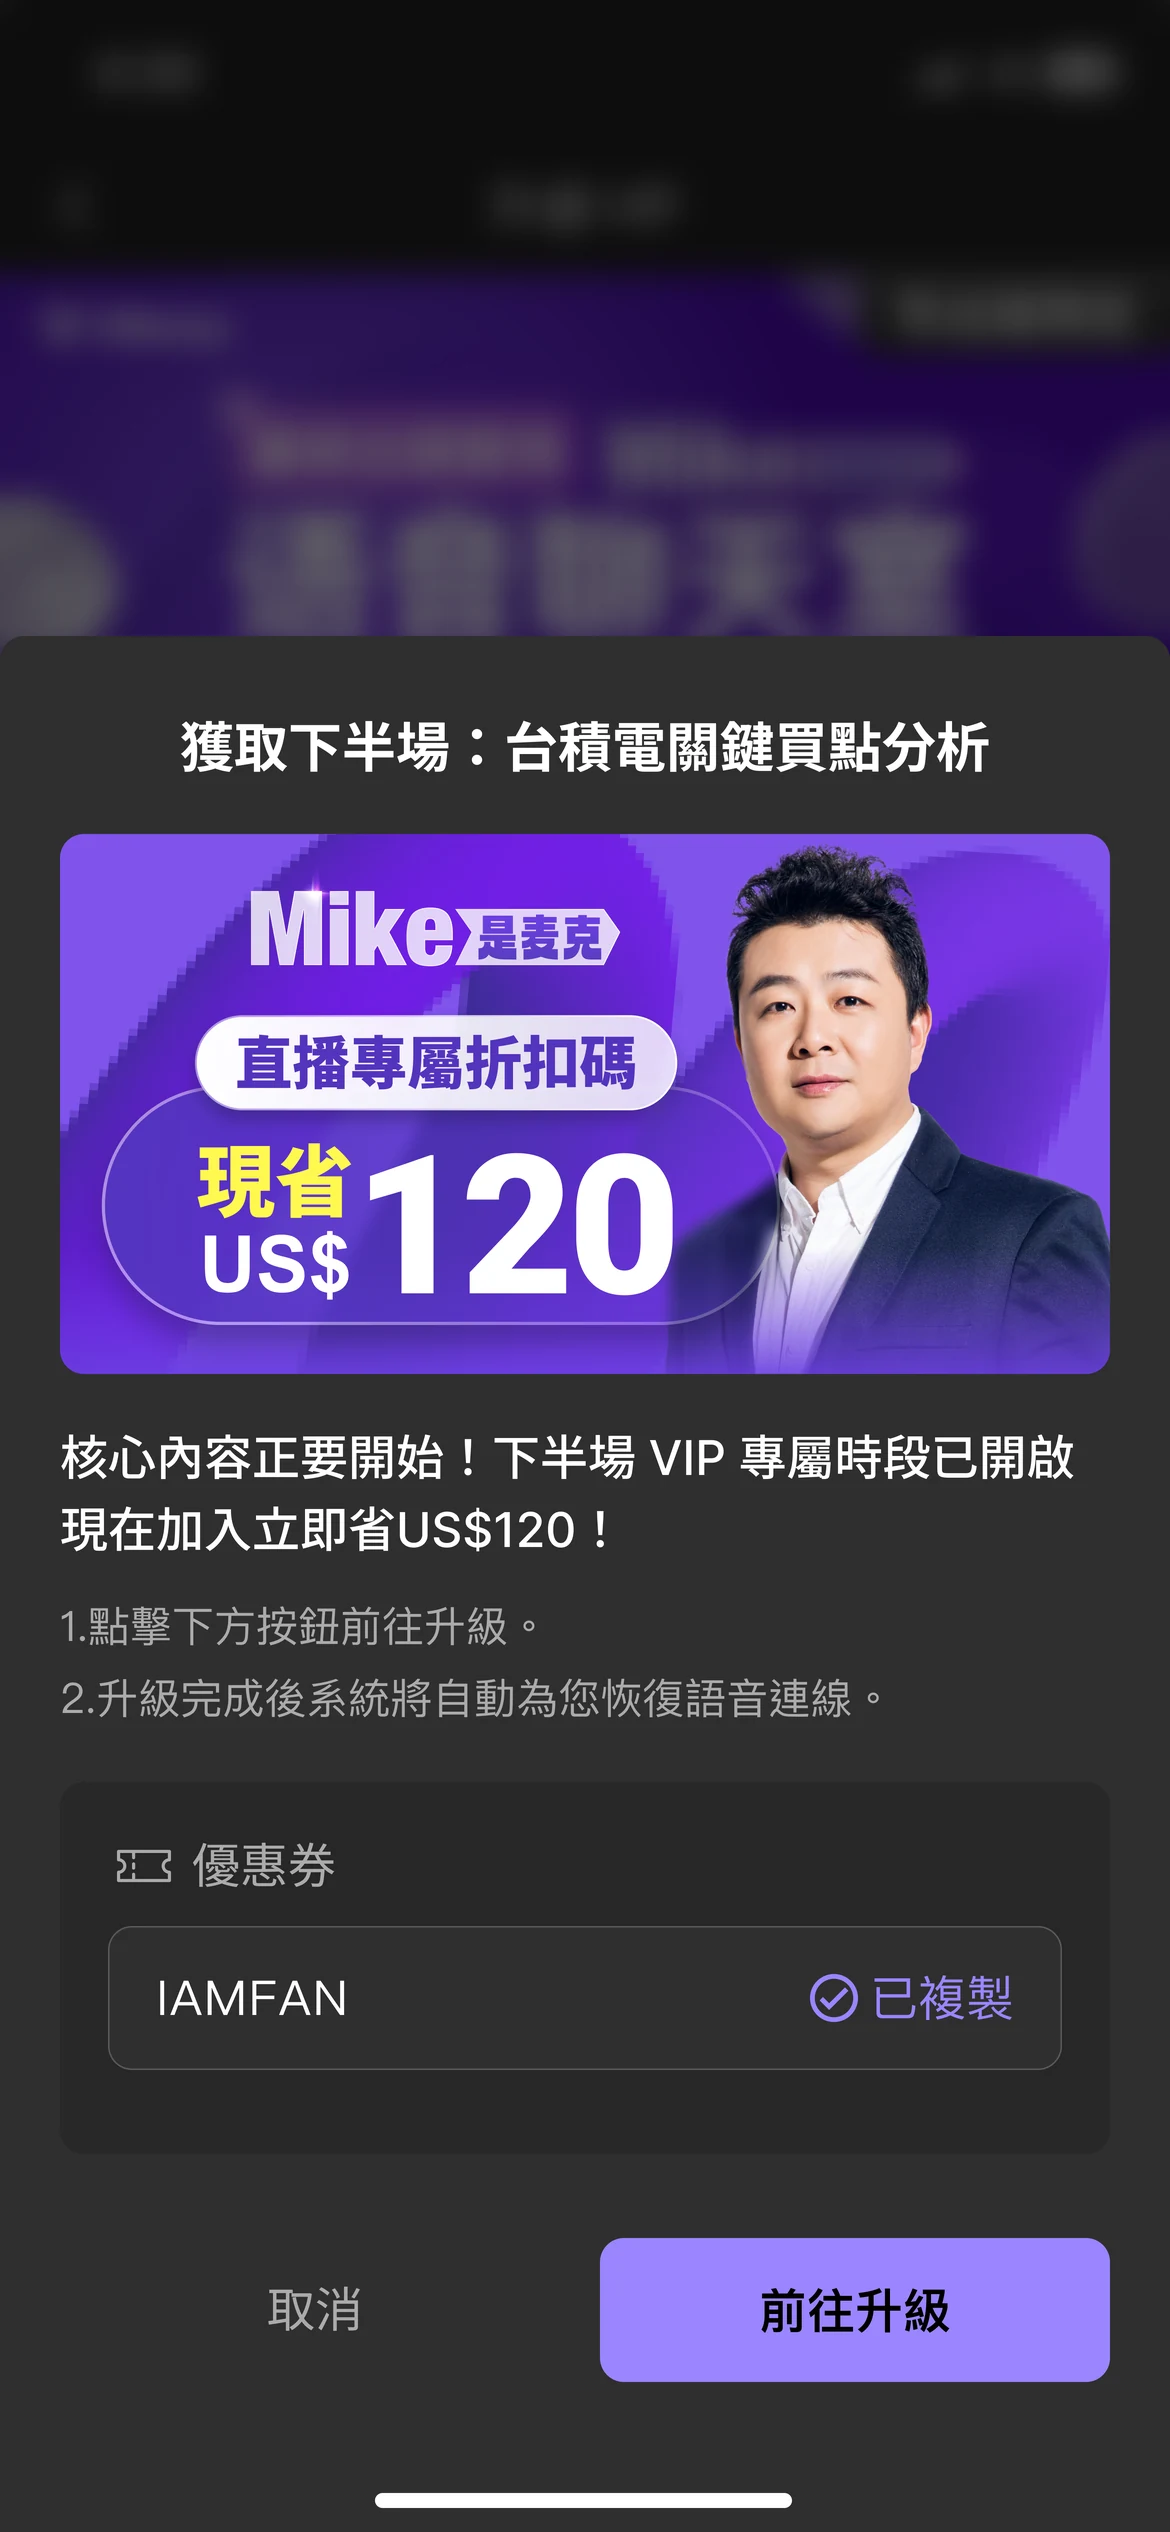 獲取下半場：台積電關鍵買點分析
Mike是麥克
直播專屬折扣碼
現省
US$120
核心內容正要開始！下半場 VIP 專屬時段已開啟
現在加入立即省US$120！
1.點擊下方按鈕前往升級。
2.升級完成後系統將自動為您恢復語音連線。
優惠券
IAMFAN
已複製
取消
前往升級